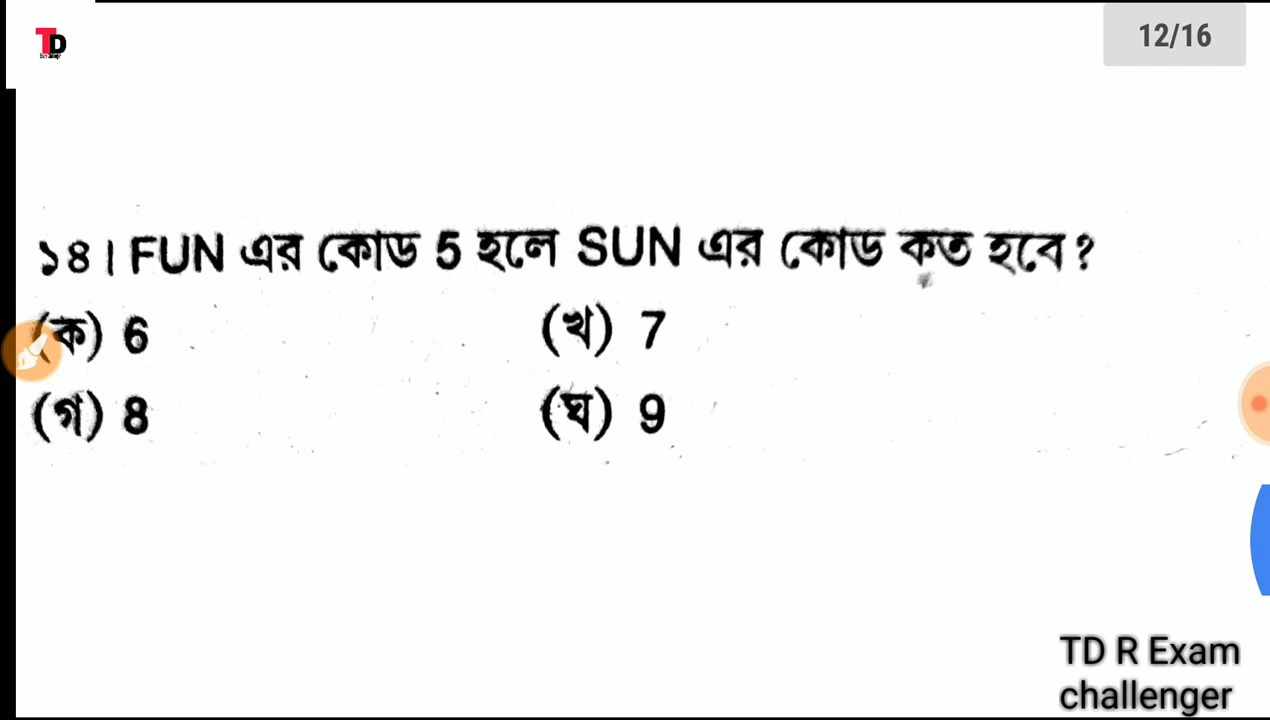 TD
12/16
১৪। FUN এর কোড 5 হলে SUN এর কোড কত হবে?
(ক) 6 (খ) 7
(গ) 8 (ঘ) 9
TD R Exam
challenger